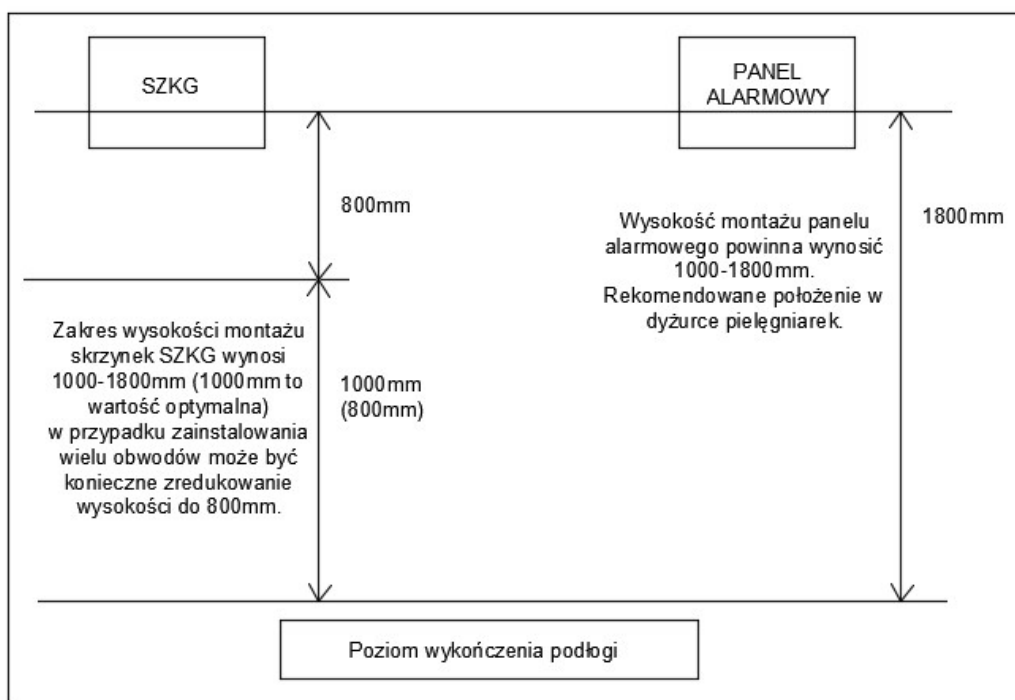 SZKG
PANEL
ALARMOWY
800mm
1800mm
Wysokość montażu panelu
alarmowego powinna wynosić
1000-1800mm.
Rekomendowane położenie w
dyżurce pielęgniarek.
Zakres wysokości montażu
skrzynek SZKG wynosi
1000-1800mm (1000mm to
wartość optymalna)
w przypadku zainstalowania
wielu obwodów może być
konieczne zredukowanie
wysokości do 800mm.
1000mm
(800mm)
Poziom wykończenia podłogi